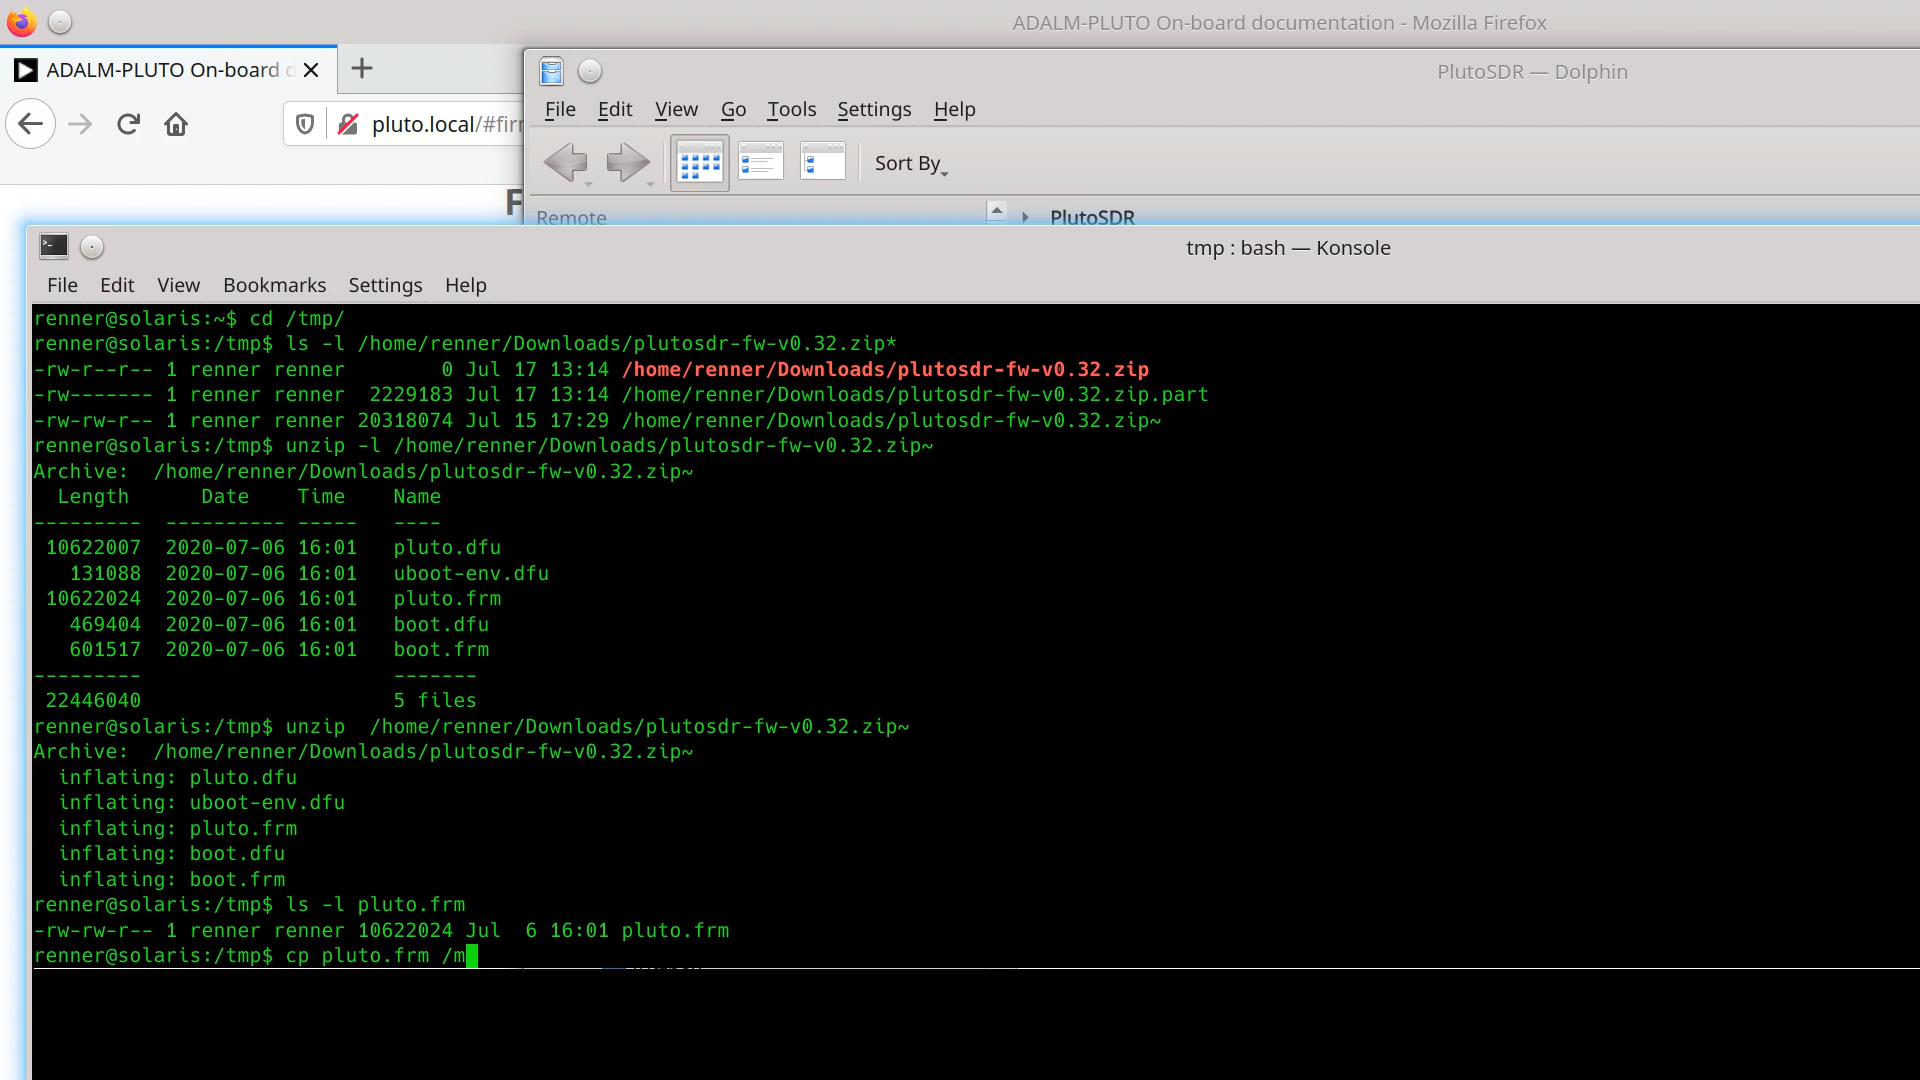 ADALM-PLUTO On-board documentation - Mozilla Firefox
ADALM-PLUTO On-board d
PlutoSDR — Dolphin
File Edit View Go Tools Settings Help
pluto.local/#firr
Sort By
F
Remote
PlutoSDR
tmp : bash — Konsole
File Edit View Bookmarks Settings Help
renner@solaris:~$ cd /tmp/
renner@solaris:/tmp$ ls -l /home/renner/Downloads/plutosdr-fw-v0.32.zip*
-rw-r--r-- 1 renner renner        0 Jul 17 13:14 /home/renner/Downloads/plutosdr-fw-v0.32.zip
-rw------- 1 renner renner  2229183 Jul 17 13:14 /home/renner/Downloads/plutosdr-fw-v0.32.zip.part
-rw-rw-r-- 1 renner renner 20318074 Jul 15 17:29 /home/renner/Downloads/plutosdr-fw-v0.32.zip~
renner@solaris:/tmp$ unzip -l /home/renner/Downloads/plutosdr-fw-v0.32.zip~
Archive:  /home/renner/Downloads/plutosdr-fw-v0.32.zip~
  Length      Date    Time    Name
---------  ---------- -----   ----
 10622007  2020-07-06 16:01   pluto.dfu
   131088  2020-07-06 16:01   uboot-env.dfu
 10622024  2020-07-06 16:01   pluto.frm
   469404  2020-07-06 16:01   boot.dfu
   601517  2020-07-06 16:01   boot.frm
---------                     -------
 22446040                     5 files
renner@solaris:/tmp$ unzip  /home/renner/Downloads/plutosdr-fw-v0.32.zip~
Archive:  /home/renner/Downloads/plutosdr-fw-v0.32.zip~
  inflating: pluto.dfu
  inflating: uboot-env.dfu
  inflating: pluto.frm
  inflating: boot.dfu
  inflating: boot.frm
renner@solaris:/tmp$ ls -l pluto.frm
-rw-rw-r-- 1 renner renner 10622024 Jul  6 16:01 pluto.frm
renner@solaris:/tmp$ cp pluto.frm /m